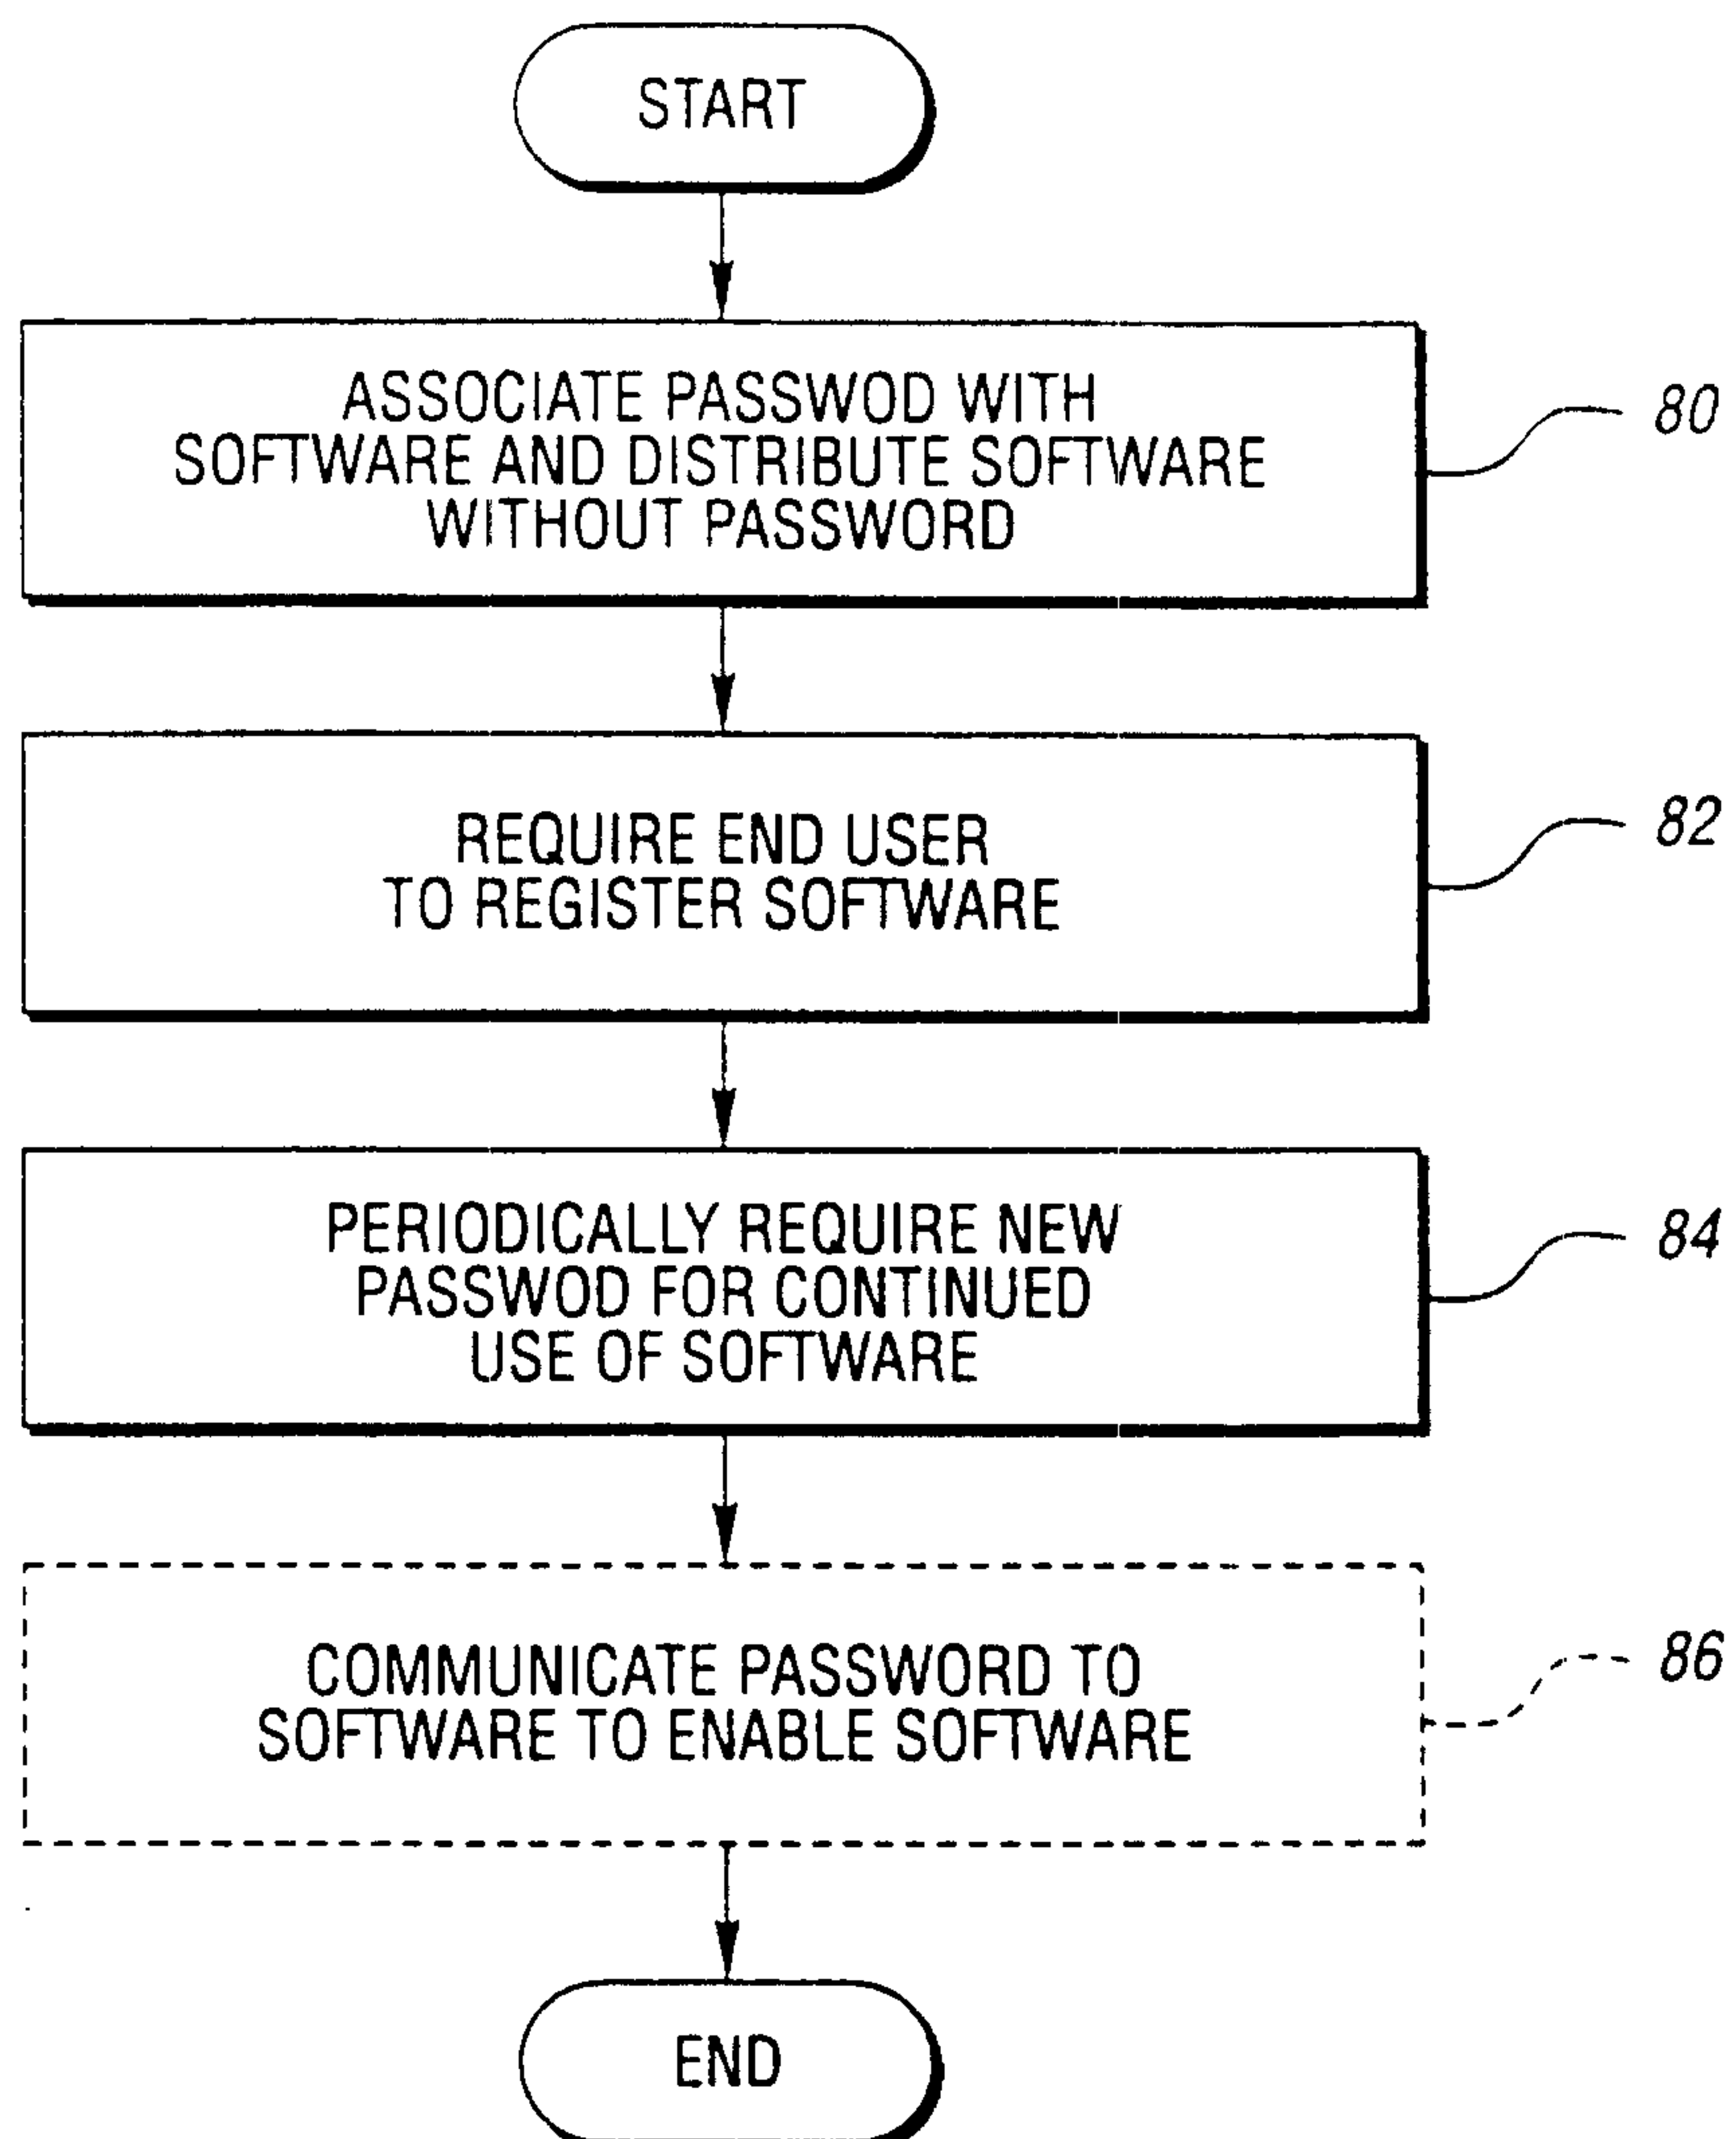 START
ASSOCIATE PASSWOD WITH
SOFTWARE AND DISTRIBUTE SOFTWARE
WITHOUT PASSWORD
80
REQUIRE END USER
TO REGISTER SOFTWARE
82
PERIODICALLY REQUIRE NEW
PASSWOD FOR CONTINUED
USE OF SOFTWARE
84
COMMUNICATE PASSWORD TO
SOFTWARE TO ENABLE SOFTWARE
86
END